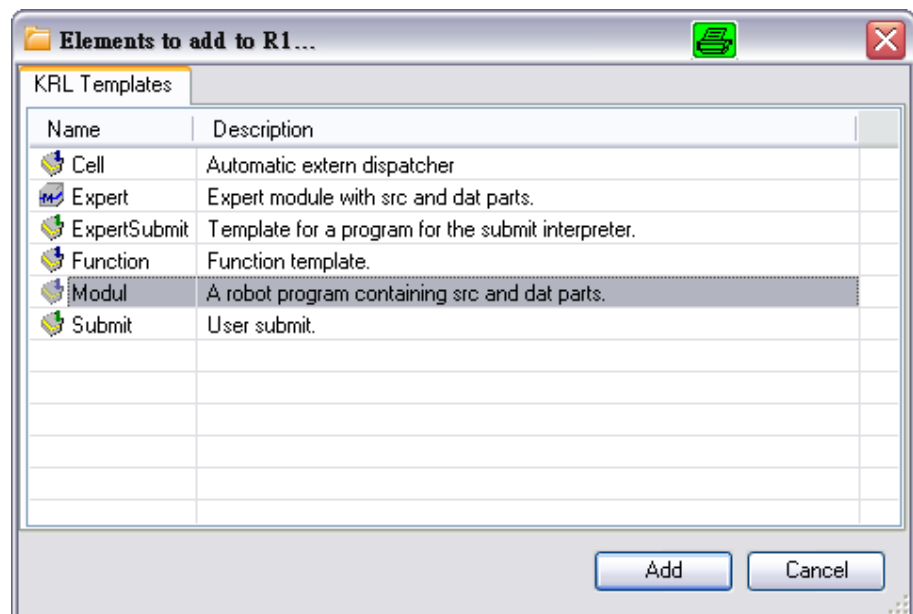 Elements to add to R1...
KRL Templates
Name Description
Cell Automatic extern dispatcher
Expert Expert module with src and dat parts.
ExpertSubmit Template for a program for the submit interpreter.
Function Function template.
Modul A robot program containing src and dat parts.
Submit User submit.
Add Cancel